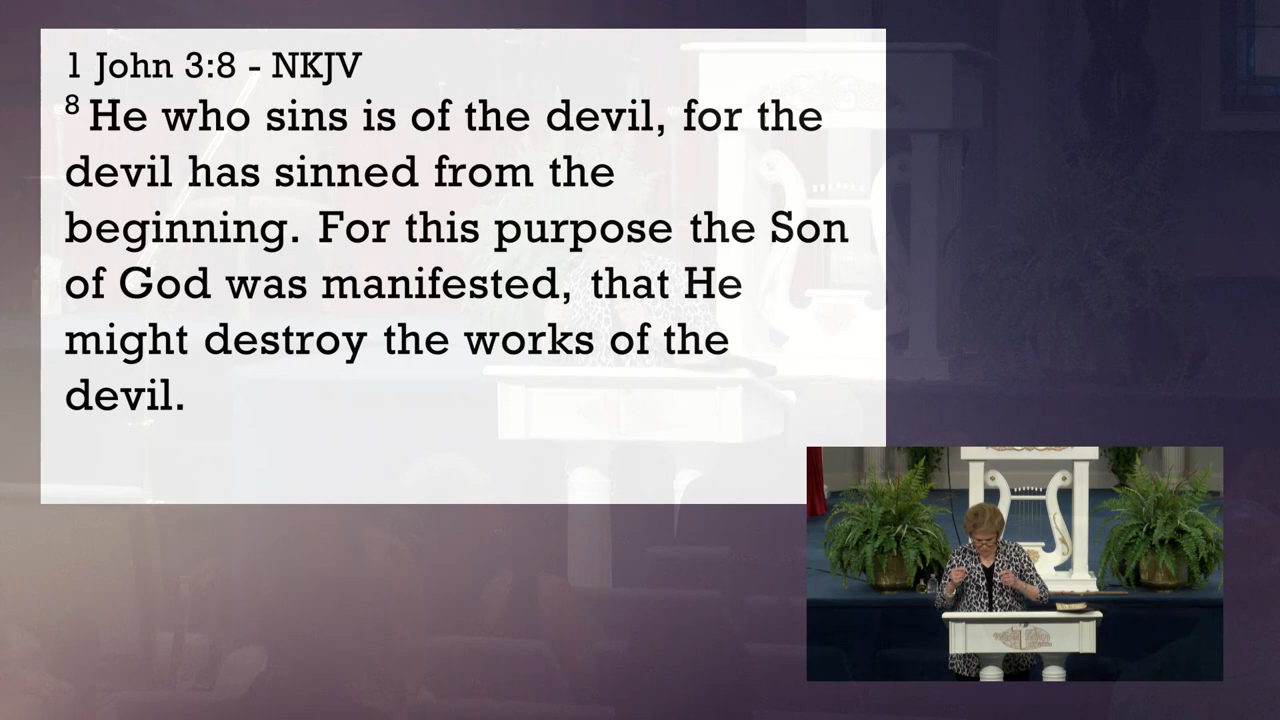 1 John 3:8 - NKJV
8 He who sins is of the devil, for the
devil has sinned from the
beginning. For this purpose the Son
of God was manifested, that He
might destroy the works of the
devil.